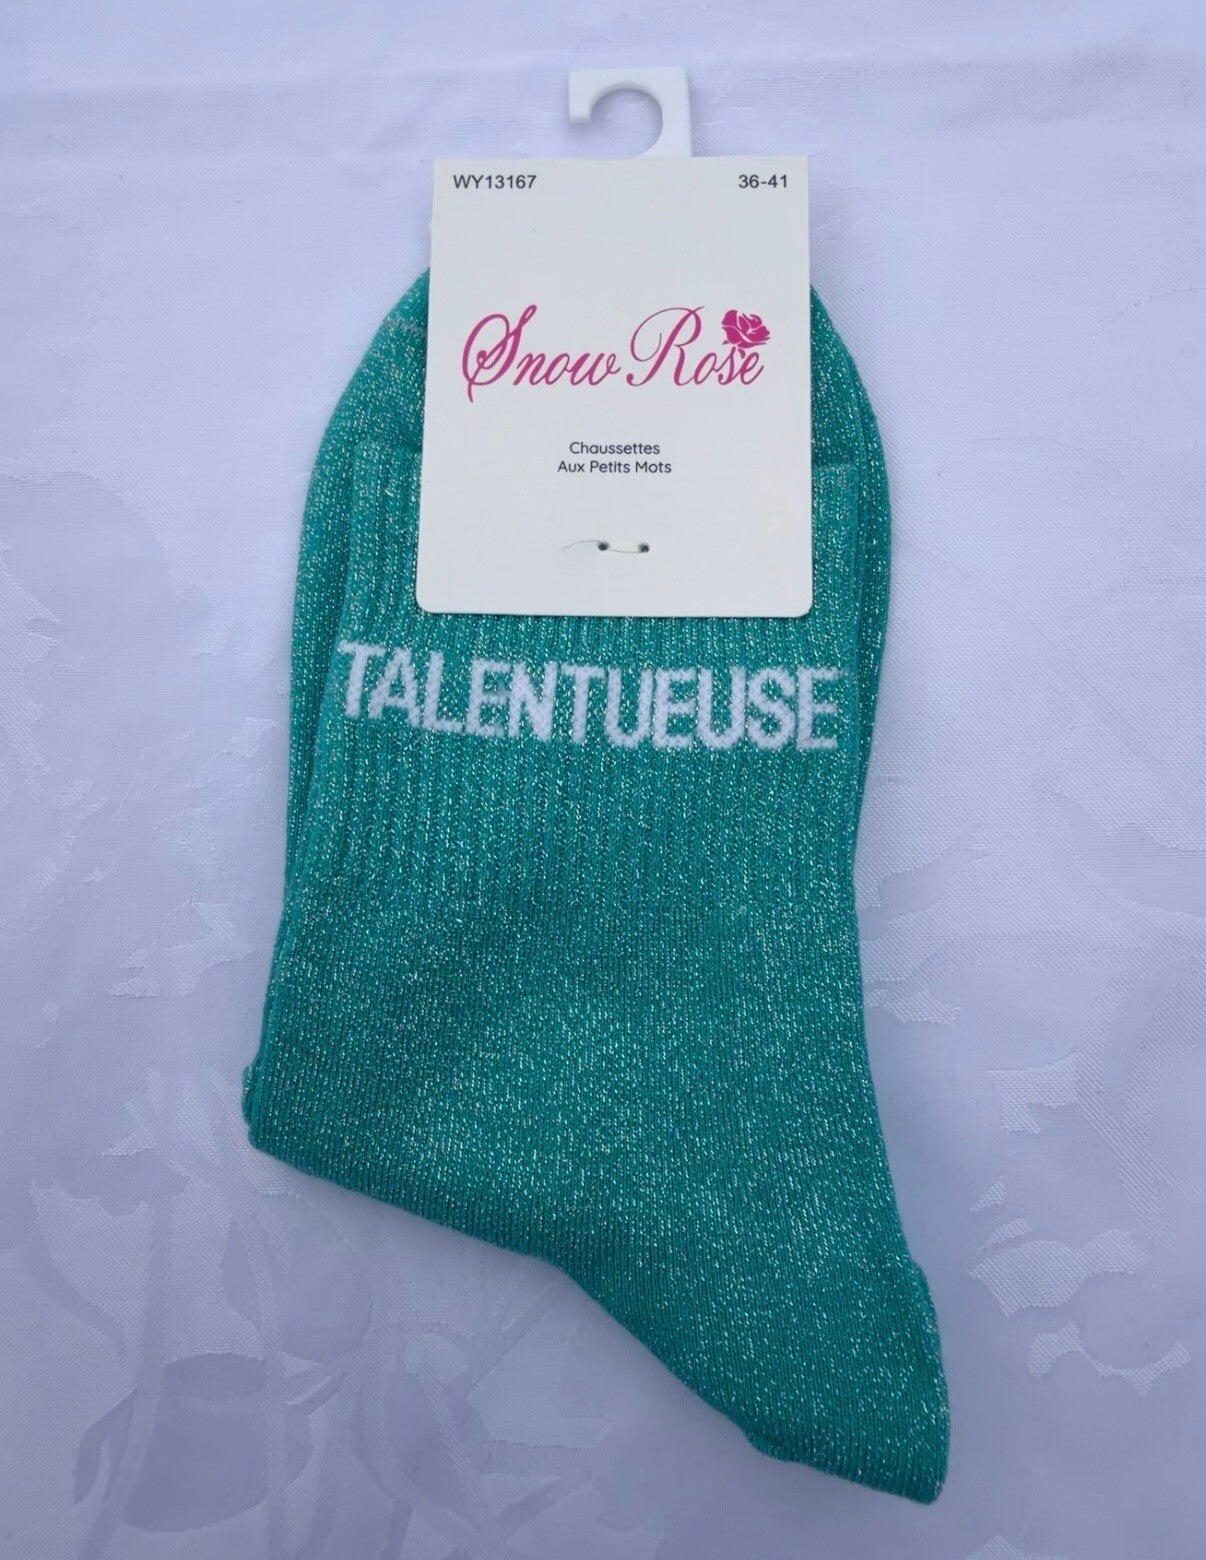 WY13167 36-41
Snow Rose
Chaussettes
Aux Petits Mots
TALENTUEUSE